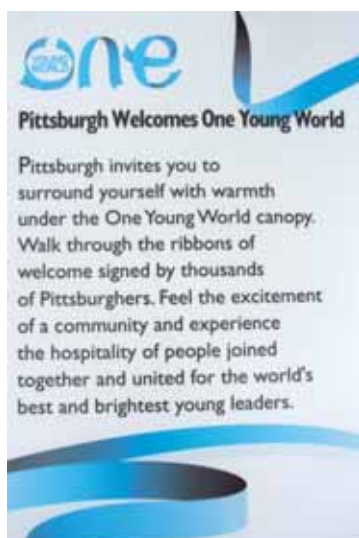 one
Pittsburgh Welcomes One Young World
Pittsburgh invites you to
surround yourself with warmth
under the One Young World canopy.
Walk through the ribbons of
welcome signed by thousands
of Pittsburghers. Feel the excitement
of a community and experience
the hospitality of people joined
together and united for the world's
best and brightest young leaders.